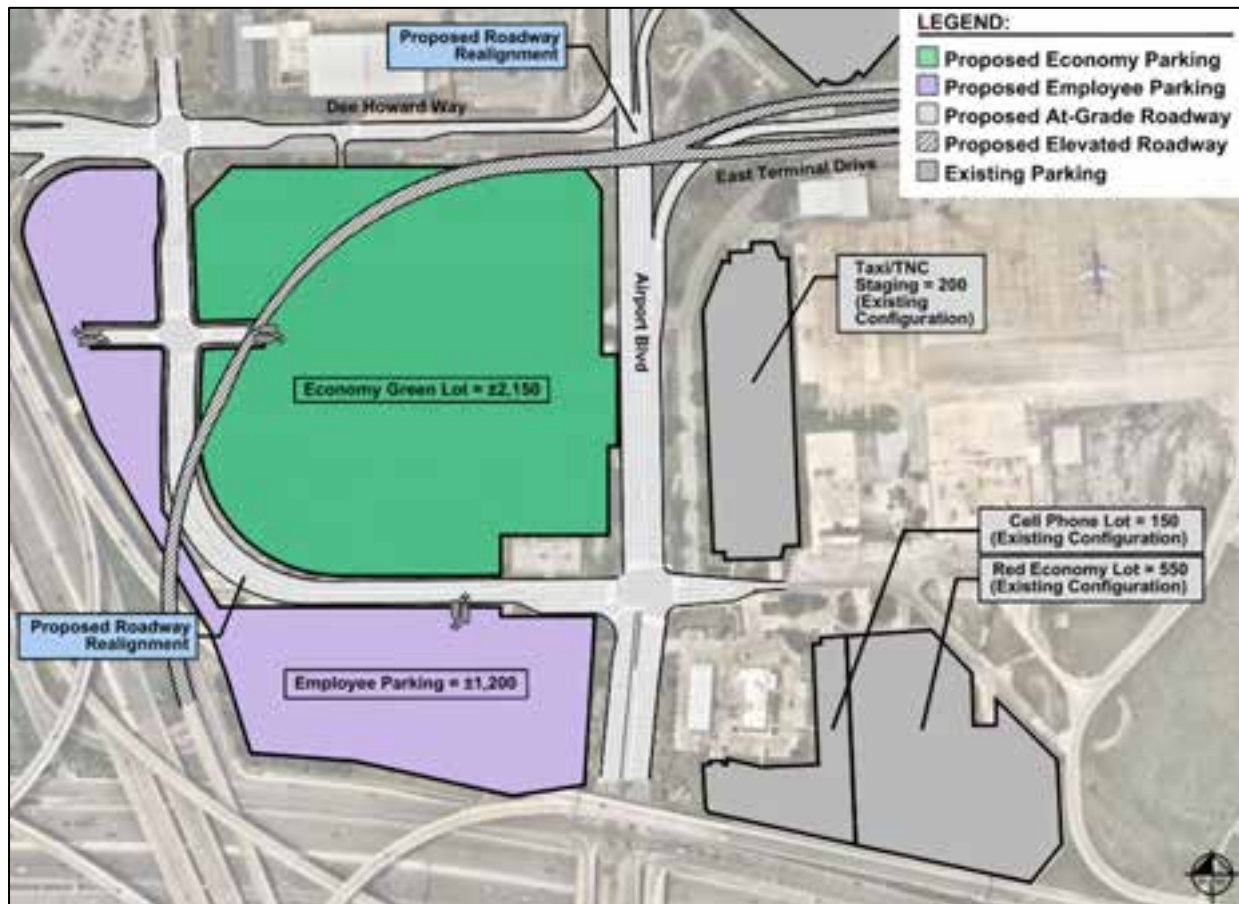 LEGEND:
Proposed Economy Parking
Proposed Employee Parking
Proposed At-Grade Roadway
Proposed Elevated Roadway
Existing Parking
Proposed Roadway
Realignment
Dee Howard Way
East Terminal Drive
Airport Blvd
Taxi/TNC
Staging = 200
(Existing
Configuration)
Economy Green Lot = ±2,150
Cell Phone Lot = 150
(Existing Configuration)
Red Economy Lot = 550
(Existing Configuration)
Proposed Roadway
Realignment
Employee Parking = ±1,200